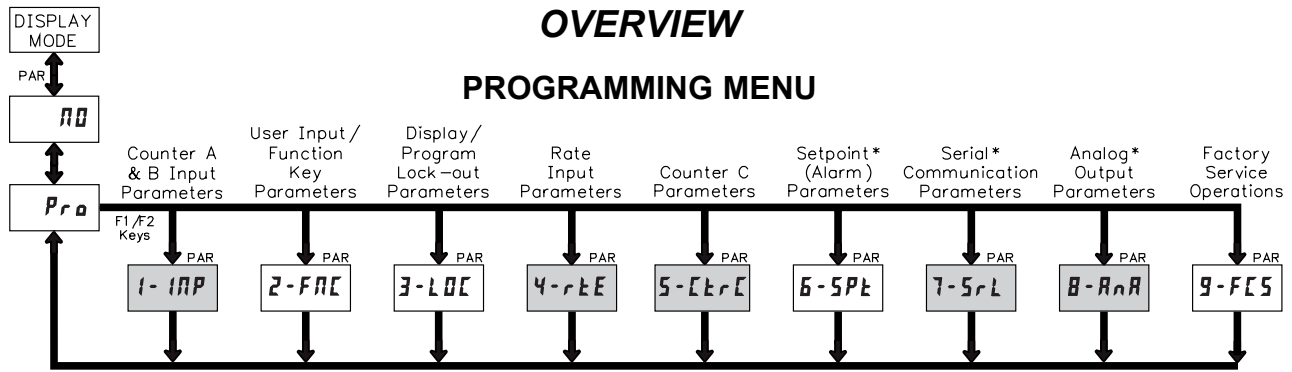 DISPLAY
MODE
OVERVIEW
PAR
PROGRAMMING MENU
NO
Pro
F1/F2
Keys
Counter A
& B Input
Parameters
User Input/
Function
Key
Parameters
Display/
Program
Lock-out
Parameters
Rate
Input
Parameters
Counter C
Parameters
Setpoint*
(Alarm)
Parameters
Serial*
Communication
Parameters
Analog*
Output
Parameters
Factory
Service
Operations
PAR
1-INP
PAR
2-FNC
PAR
3-LOC
PAR
4-rtE
PAR
5-CtrC
PAR
6-SPt
PAR
7-SrL
PAR
8-AnA
PAR
9-FCS